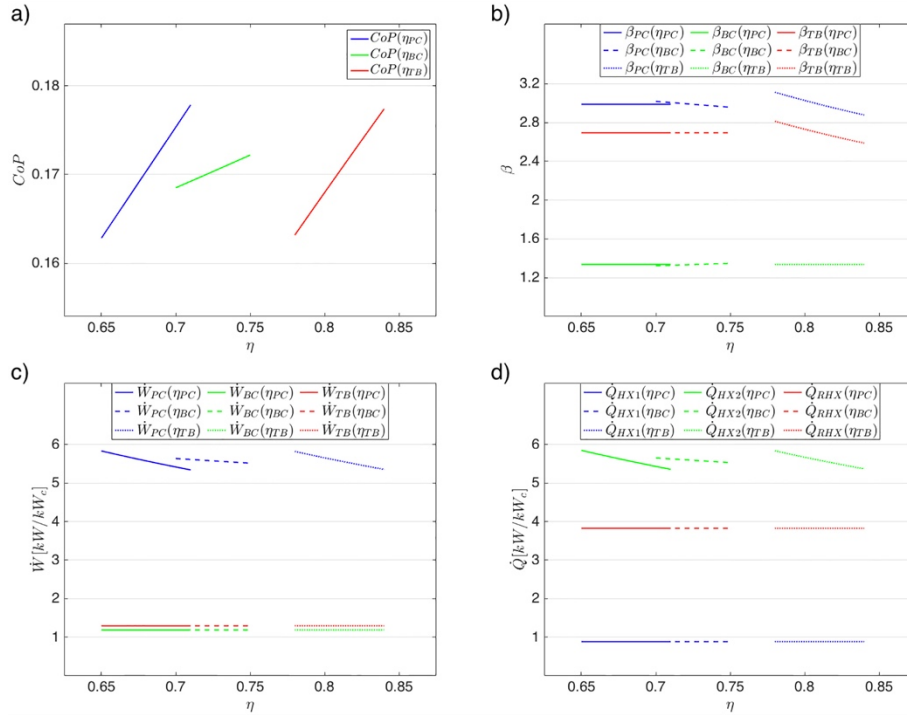 a)
CoP(η_PC)
CoP(η_BC)
CoP(η_TB)
0.18
0.17
0.16
CoP
0.65 0.7 0.75 0.8 0.85
η
b)
β_PC(η_PC) β_BC(η_PC) β_TB(η_PC)
β_PC(η_BC) β_BC(η_BC) β_TB(η_BC)
β_PC(η_TB) β_BC(η_TB) β_TB(η_TB)
3.2
2.8
2.4
2
1.6
1.2
β
0.65 0.7 0.75 0.8 0.85
η
c)
Ẇ_PC(η_PC) Ẇ_BC(η_PC) Ẇ_TB(η_PC)
Ẇ_PC(η_BC) Ẇ_BC(η_BC) Ẇ_TB(η_BC)
Ẇ_PC(η_TB) Ẇ_BC(η_TB) Ẇ_TB(η_TB)
6
5
4
3
2
1
Ẇ[kW/kW_c]
0.65 0.7 0.75 0.8 0.85
η
d)
Q̇_HX1(η_PC) Q̇_HX2(η_PC) Q̇_RHX(η_PC)
Q̇_HX1(η_BC) Q̇_HX2(η_BC) Q̇_RHX(η_BC)
Q̇_HX1(η_TB) Q̇_HX2(η_TB) Q̇_RHX(η_TB)
6
5
4
3
2
1
Q̇[kW/kW_c]
0.65 0.7 0.75 0.8 0.85
η